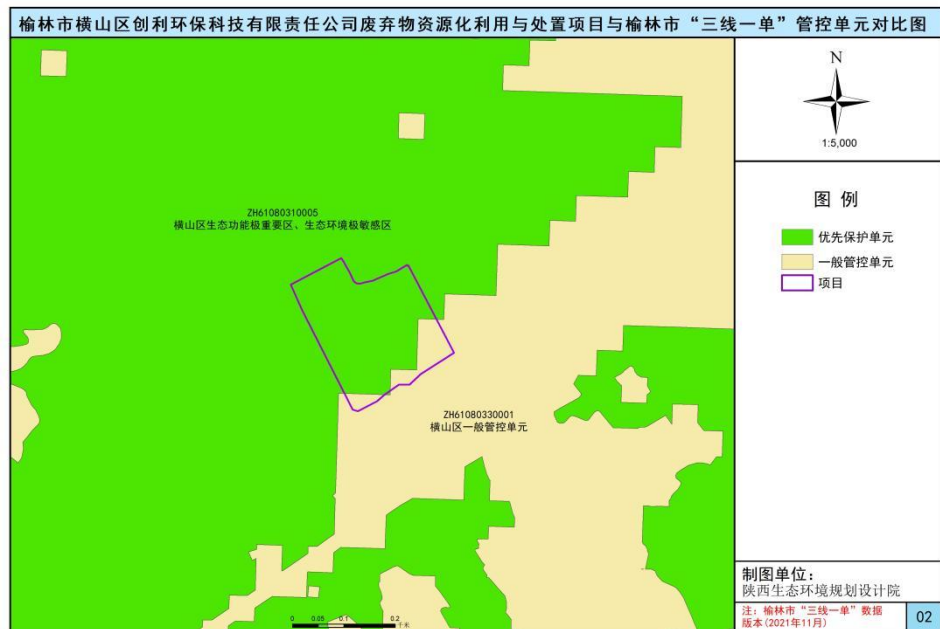 榆林市横山区创利环保科技有限责任公司废弃物资源化利用与处置项目与榆林市“三线一单”管控单元对比图
N
1:5,000
ZH61080310005
横山区生态功能极重要区、生态环境极敏感区
图例
优先保护单元
一般管控单元
项目
ZH61080330001
横山区一般管控单元
0 0.05 0.1 0.2
千米
制图单位：
陕西生态环境规划设计院
注：榆林市“三线一单”数据
版本(2021年11月)
02